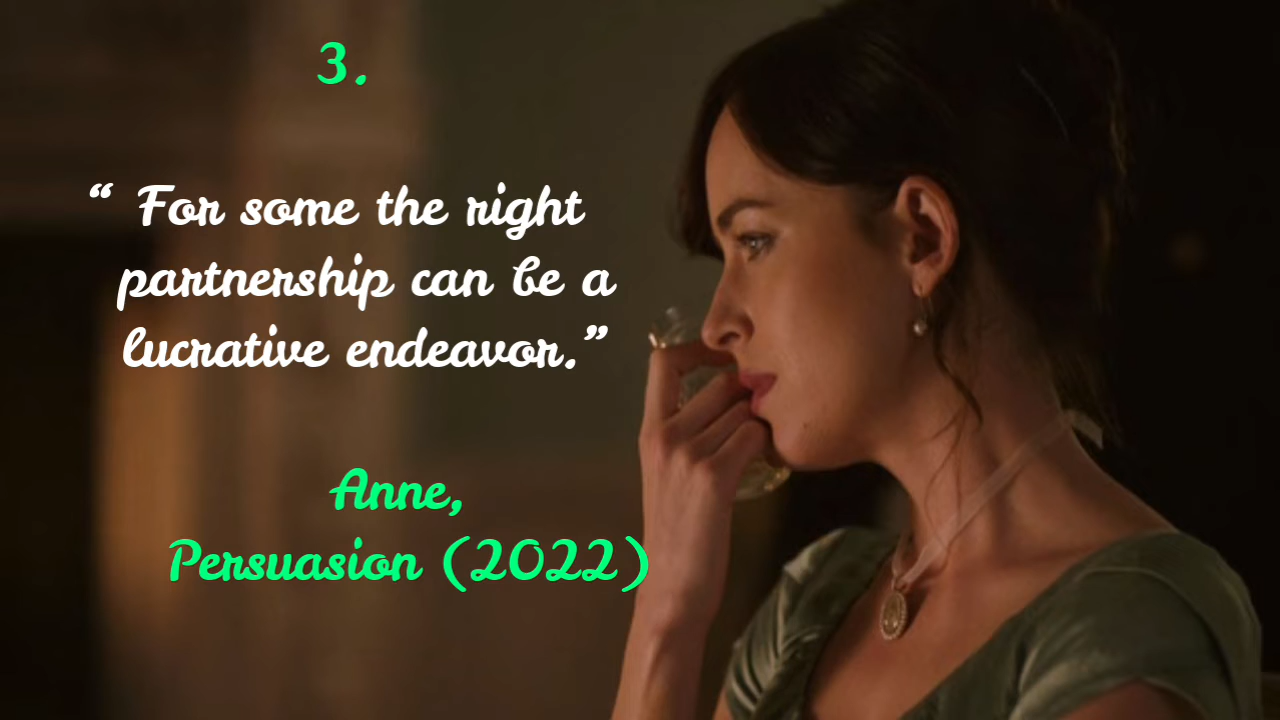 3.
“ For some the right
partnership can be a
lucrative endeavor.”
Anne,
Persuasion (2022)